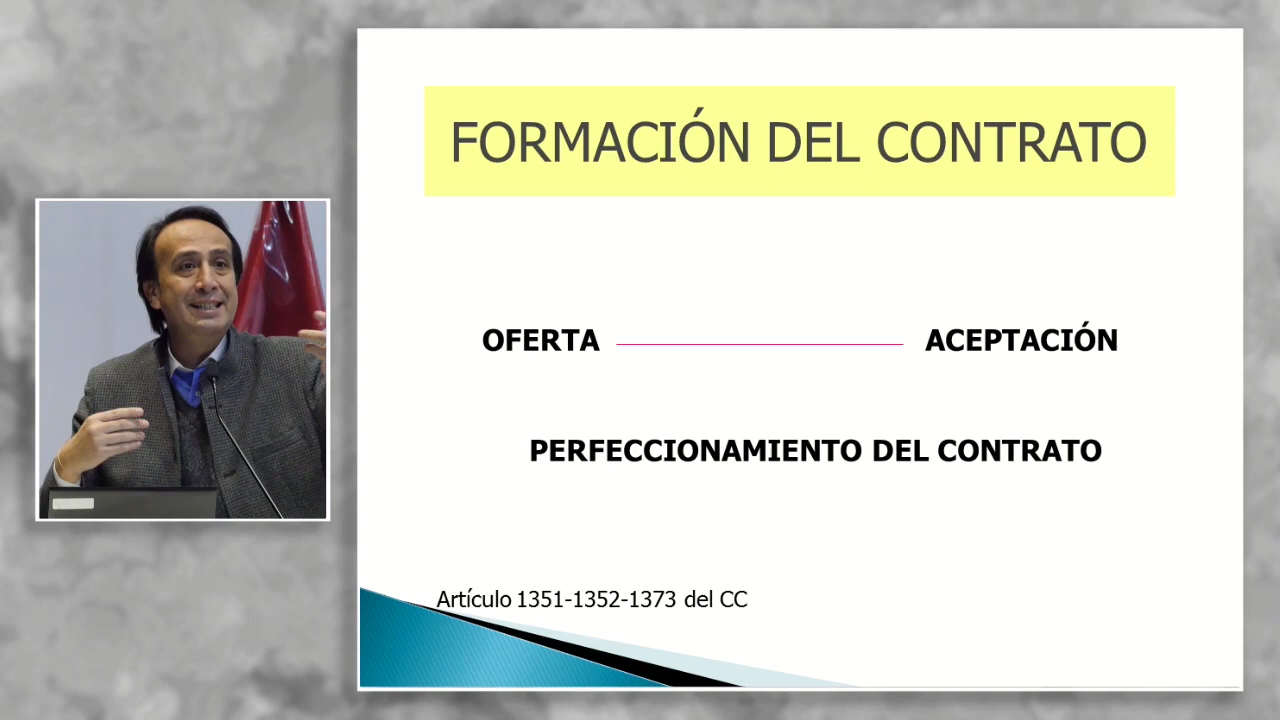 FORMACIÓN DEL CONTRATO
OFERTA ACEPTACIÓN
PERFECCIONAMIENTO DEL CONTRATO
Artículo 1351-1352-1373 del CC